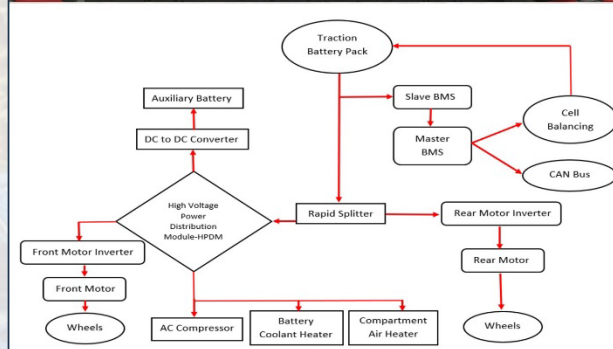 Traction
Battery Pack
Auxiliary Battery
Slave BMS
Cell
Balancing
DC to DC Converter
Master
BMS
CAN Bus
High Voltage
Power
Distribution
Module-HPDM
Rapid Splitter
Rear Motor Inverter
Front Motor Inverter
Rear Motor
Front Motor
Wheels
AC Compressor
Battery
Coolant Heater
Compartment
Air Heater
Wheels